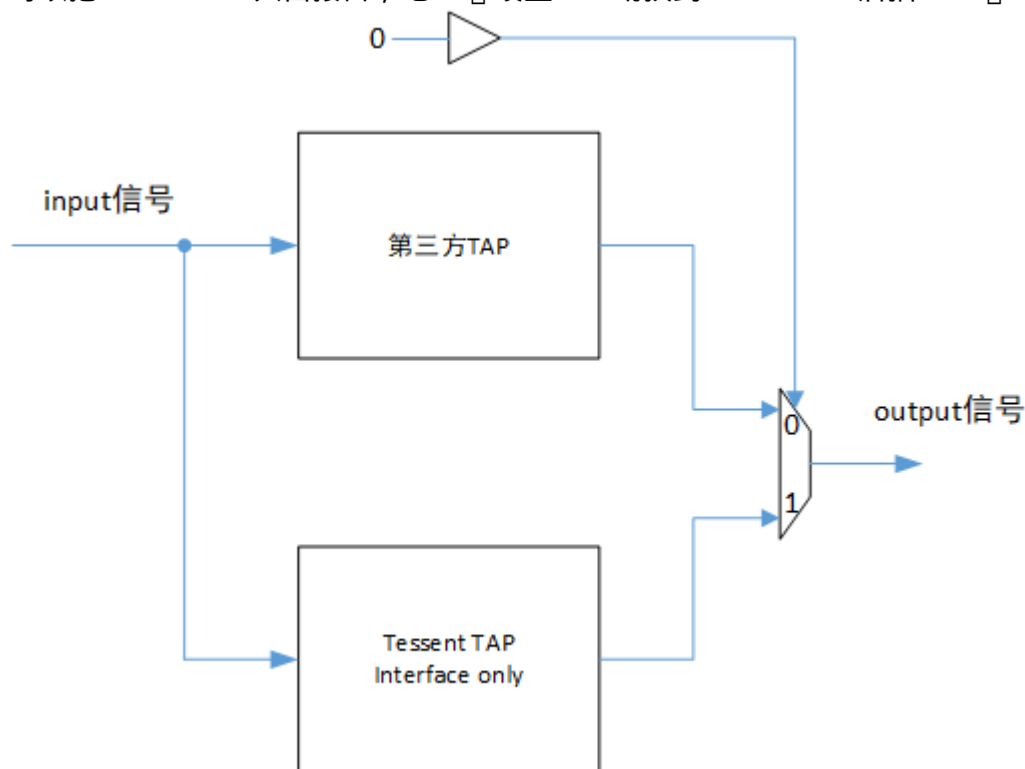 0
input信号
第三方TAP
0
output信号
1
Tessent TAP
Interface only